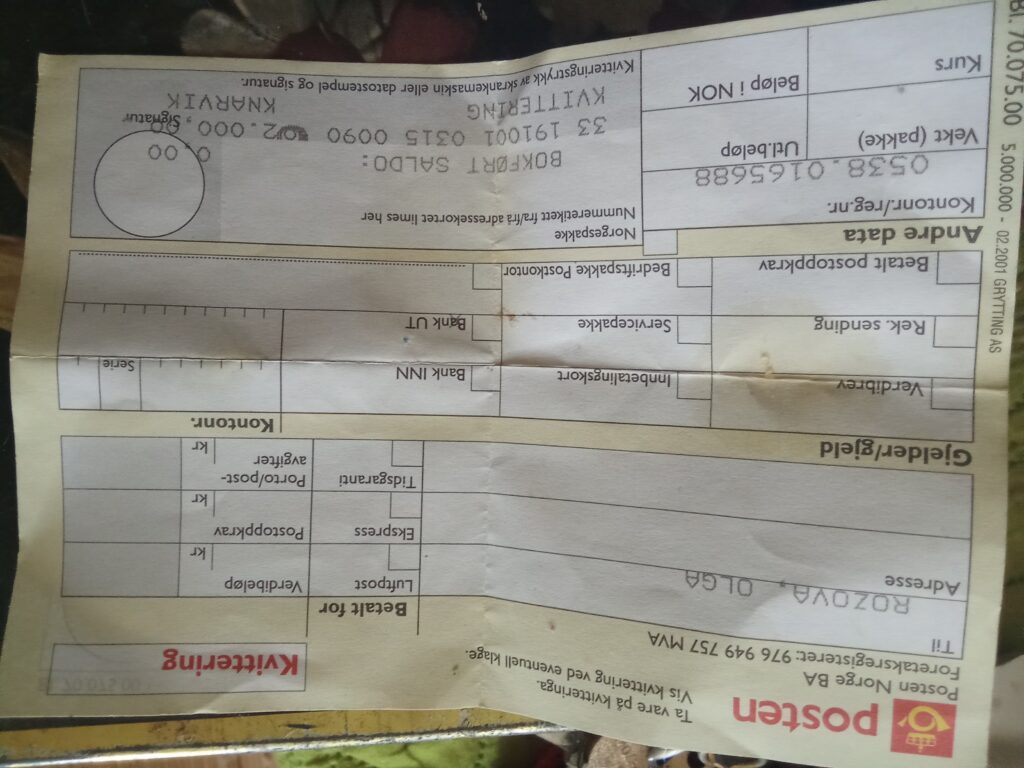 posten
Posten Norge BA
Foretaksregisteret: 976 949 757 MVA
Ta vare på kvitteringa.
Vis kvittering ved eventuell klage.
Kvittering
Til
ROZOVA, OLGA
Adresse
Betalt for
Luftpost
Verdibeløp
kr
Ekspress
Postoppkrav
kr
Tidsgaranti
Porto/post-
avgifter
kr
Gjelder/gjeld
Kontonr.
Verdibrev
Innbetalingskort
Bank INN
Serie
Rek. sending
Servicepakke
Bank UT
Betalt postoppkrav
Bedriftspakke Postkontor
Andre data
Norgespakke
Nummeretikett fra/frå adressekortet limes her
Kontonr/reg.nr.
0538.0165688
BOKFØRT SALDO:
0,00
Vekt (pakke)
Utl.beløp
33 191001 0315 0090
02.000,00
Signatur
KVITTERING
KNARVIK
Kurs
Beløp i NOK
Kvitteringstrykk av skrankemaskin eller datostempel og signatur.
Bl. 70.075.00
5.000.000 - 02.2001 GRYTTING AS